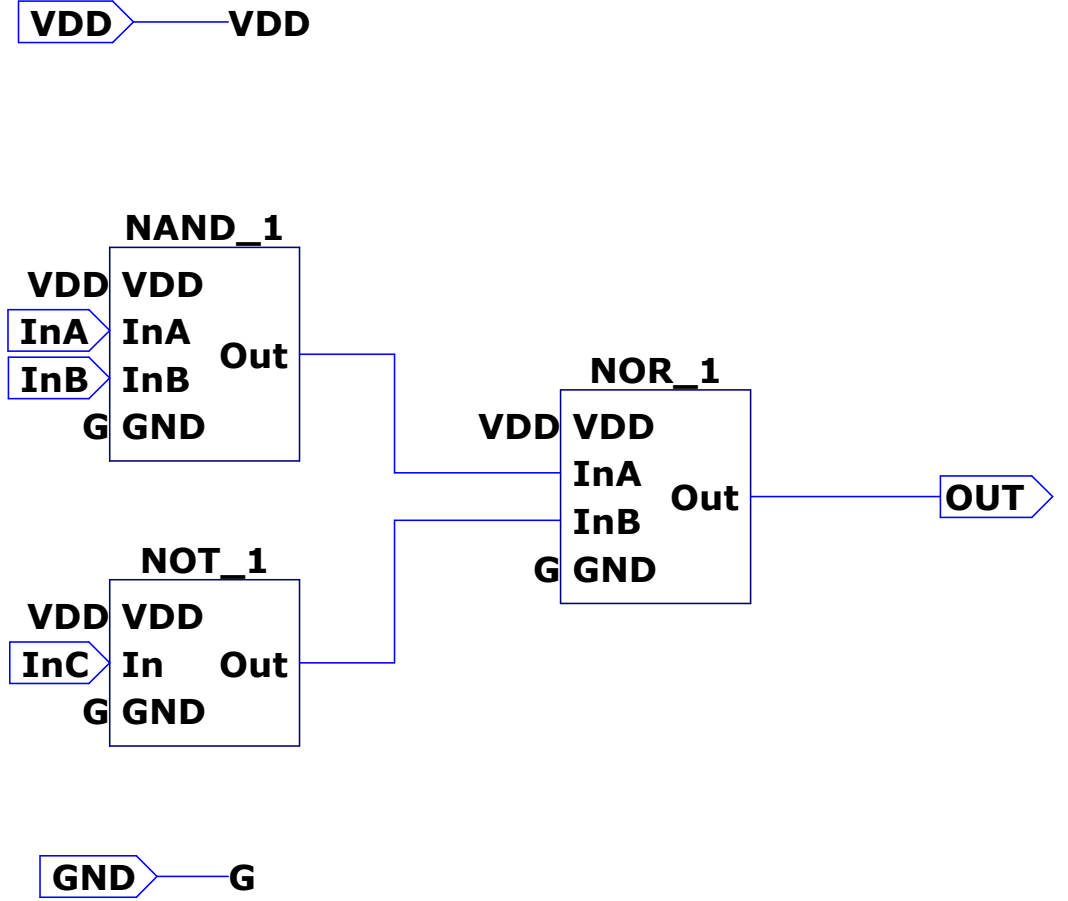 VDD VDD
NAND_1
VDD VDD
InA InA
Out
InB InB
G GND
NOR_1
VDD VDD
InA
Out
InB
G GND
OUT
NOT_1
VDD VDD
InC In Out
G GND
GND G